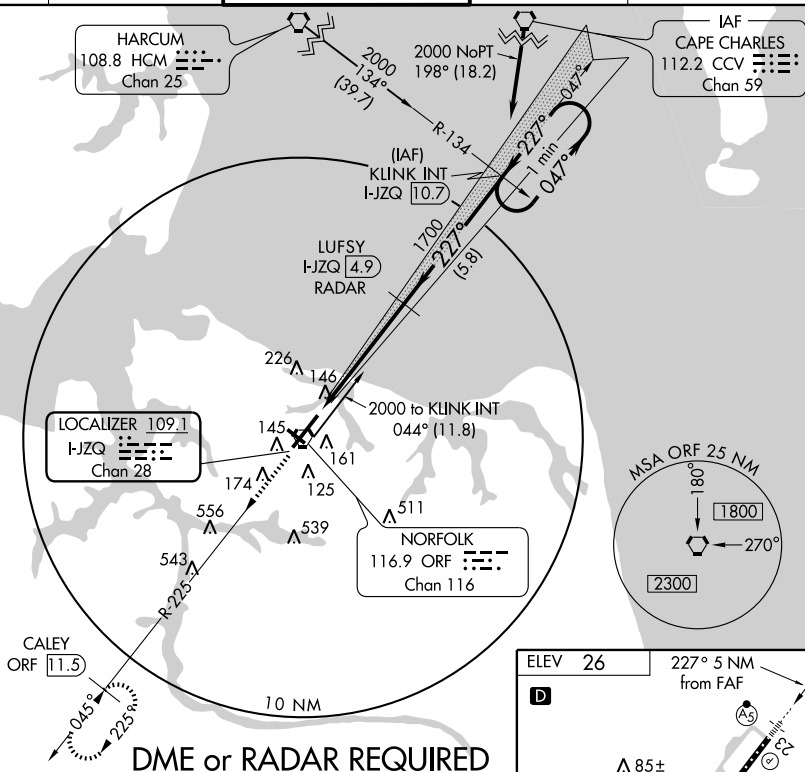 HARCUM
108.8 HCM
Chan 25
2000
134°
(39.7)
R-134
2000 NoPT
198° (18.2)
IAF
CAPE CHARLES
112.2 CCV
Chan 59
047°
227°
1 min
047°
(IAF)
KLINK INT
I-JZQ 10.7
1700
227°
(5.8)
LUFSY
I-JZQ 4.9
RADAR
226
146
2000 to KLINK INT
044° (11.8)
LOCALIZER 109.1
I-JZQ
Chan 28
145
161
174
125
556
539
511
543
NORFOLK
116.9 ORF
Chan 116
MSA ORF 25 NM
180°
1800
270°
2300
R-225
CALEY
ORF 11.5
045°
225°
10 NM
DME or RADAR REQUIRED
ELEV 26
D
227° 5 NM
from FAF
A5
23
P
85±